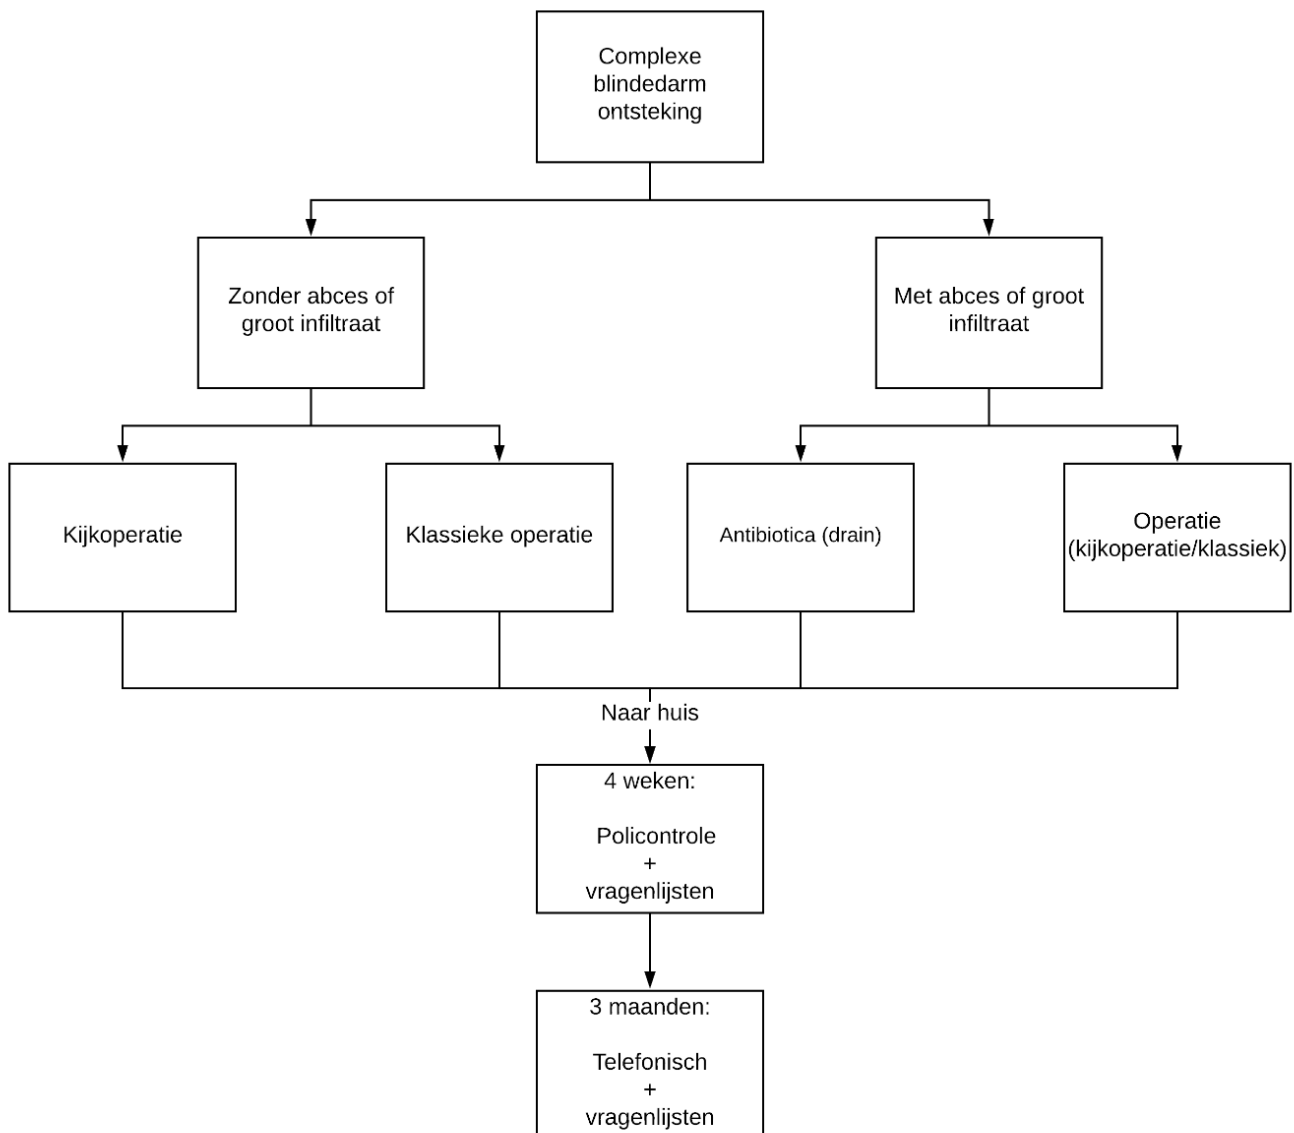 Complexe
blindedarm
ontsteking
Zonder abces of
groot infiltraat
Met abces of groot
infiltraat
Kijkoperatie
Klassieke operatie
Antibiotica (drain)
Operatie
(kijkoperatie/klassiek)
Naar huis
4 weken:
Policontrole
+
vragenlijsten
3 maanden:
Telefonisch
+
vragenlijsten